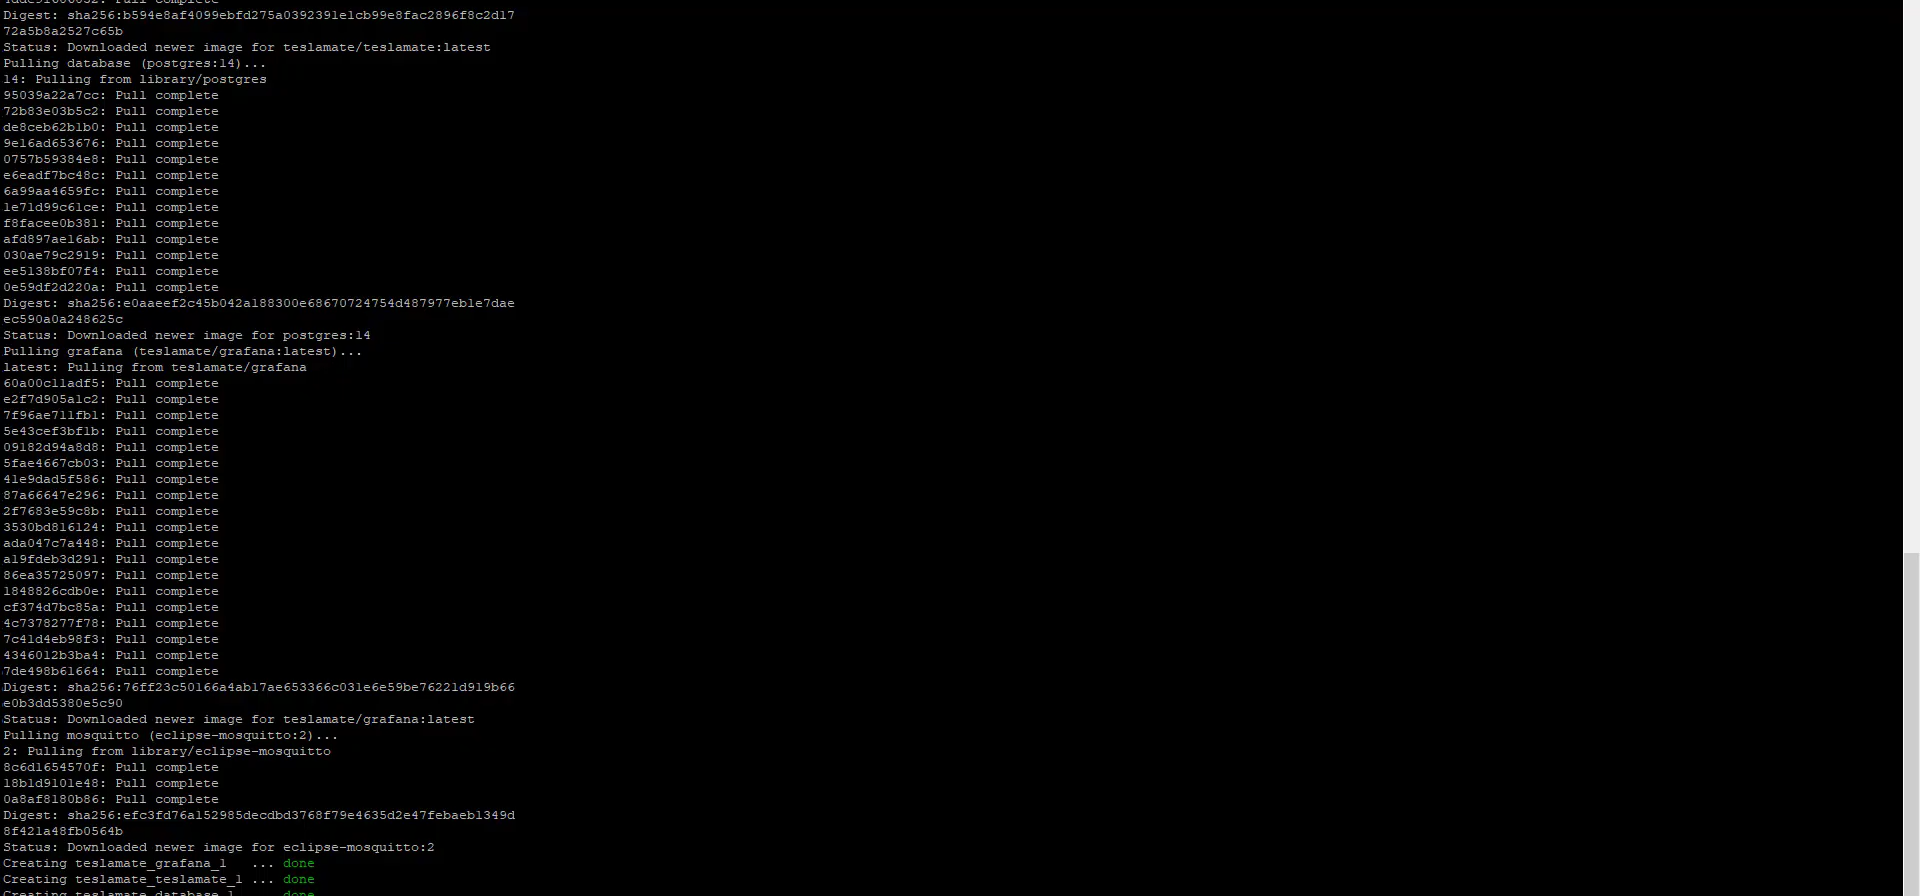 Digest: sha256:b594e8af4099ebfd275a0392391e1cb99e8fac2896f8c2d17
72a5b8a2527c65b
Status: Downloaded newer image for teslamate/teslamate:latest
Pulling database (postgres:14)...
14: Pulling from library/postgres
95039a22a7cc: Pull complete
72b83e03b5c2: Pull complete
de8ceb62b1b0: Pull complete
9e16ad653676: Pull complete
0757b59384e8: Pull complete
e6eadf7bc48c: Pull complete
6a99aa4659fc: Pull complete
1e71d99c61ce: Pull complete
f8facee0b381: Pull complete
afd897ae16ab: Pull complete
030ae79c2919: Pull complete
ee5138bf07f4: Pull complete
0e59df2d220a: Pull complete
Digest: sha256:e0aaeef2c45b042a188300e68670724754d487977eb1e7dae
ec590a0a248625c
Status: Downloaded newer image for postgres:14
Pulling grafana (teslamate/grafana:latest)...
latest: Pulling from teslamate/grafana
60a00c11adf5: Pull complete
e2f7d905a1c2: Pull complete
7f96ae711fb1: Pull complete
5e43cef3bf1b: Pull complete
09182d94a8d8: Pull complete
5fae4667cb03: Pull complete
41e9dad5f586: Pull complete
87a66647e296: Pull complete
2f7683e59c8b: Pull complete
3530bd816124: Pull complete
ada047c7a448: Pull complete
a19fdeb3d291: Pull complete
86ea35725097: Pull complete
1848826cdb0e: Pull complete
cf374d7bc85a: Pull complete
4c7378277f78: Pull complete
7c41d4eb98f3: Pull complete
4346012b3ba4: Pull complete
7de498b61664: Pull complete
Digest: sha256:76ff23c50166a4ab17ae653366c031e6e59be76221d919b66
e0b3dd5380e5c90
Status: Downloaded newer image for teslamate/grafana:latest
Pulling mosquitto (eclipse-mosquitto:2)...
2: Pulling from library/eclipse-mosquitto
8c6d1654570f: Pull complete
18b1d9101e48: Pull complete
0a8af8180b86: Pull complete
Digest: sha256:efc3fd76a152985decdbd3768f79e4635d2e47febaeb1349d
8f421a48fb0564b
Status: Downloaded newer image for eclipse-mosquitto:2
Creating teslamate_grafana_1 ... done
Creating teslamate_teslamate_1 ... done
Creating teslamate_database_1 ... done